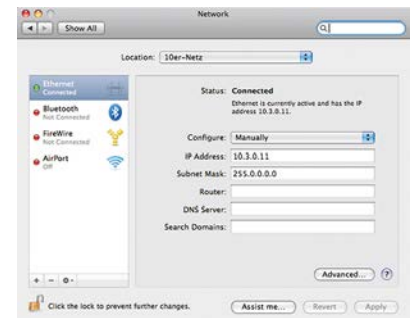 Network
Show All
Location: 10er-Netz
Ethernet
Connected
Bluetooth
Not Connected
FireWire
Not Connected
AirPort
Off
Status: Connected
Ethernet is currently active and has the IP
address 10.3.0.11.
Configure: Manually
IP Address: 10.3.0.11
Subnet Mask: 255.0.0.0
Router:
DNS Server:
Search Domains:
Advanced... ?
Click the lock to prevent further changes.
Assist me... Revert Apply